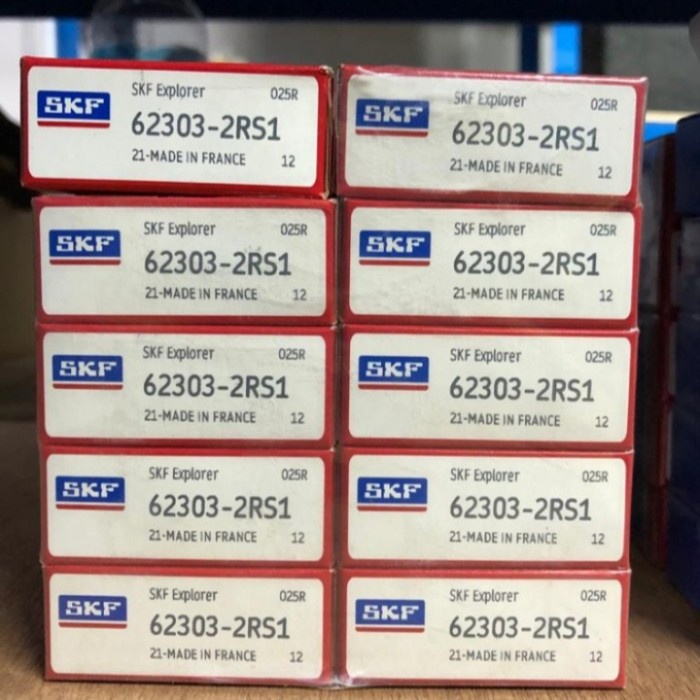 SKF
SKF Explorer 025R
62303-2RS1
21-MADE IN FRANCE 12
SKF
SKF Explorer 025R
62303-2RS1
21-MADE IN FRANCE 12
SKF
SKF Explorer 025R
62303-2RS1
21-MADE IN FRANCE 12
SKF
SKF Explorer 025R
62303-2RS1
21-MADE IN FRANCE 12
SKF
SKF Explorer 025R
62303-2RS1
21-MADE IN FRANCE 12
SKF
SKF Explorer 025R
62303-2RS1
21-MADE IN FRANCE 12
SKF
SKF Explorer 025R
62303-2RS1
21-MADE IN FRANCE 12
SKF
SKF Explorer 025R
62303-2RS1
21-MADE IN FRANCE 12
SKF
SKF Explorer 025R
62303-2RS1
21-MADE IN FRANCE 12
SKF
SKF Explorer 025R
62303-2RS1
21-MADE IN FRANCE 12